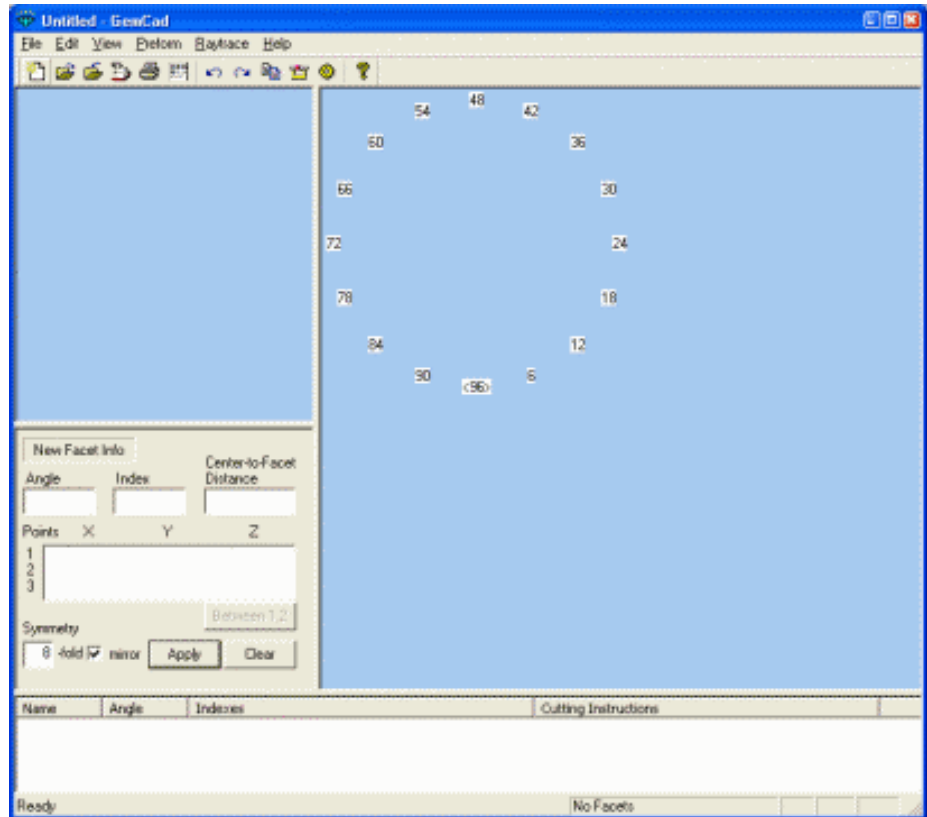 Untitled - GemCad
File Edit View Preform Raytrace Help
48
54 42
60 36
66 30
72 24
78 18
84 12
90 6
<96>
New Facet Info
Center-to-Facet
Angle Index Distance
Points X Y Z
1
2
3
Between 1,2
Symmetry
8 -fold mirror Apply Clear
Name Angle Indexes Cutting Instructions
Ready No Facets